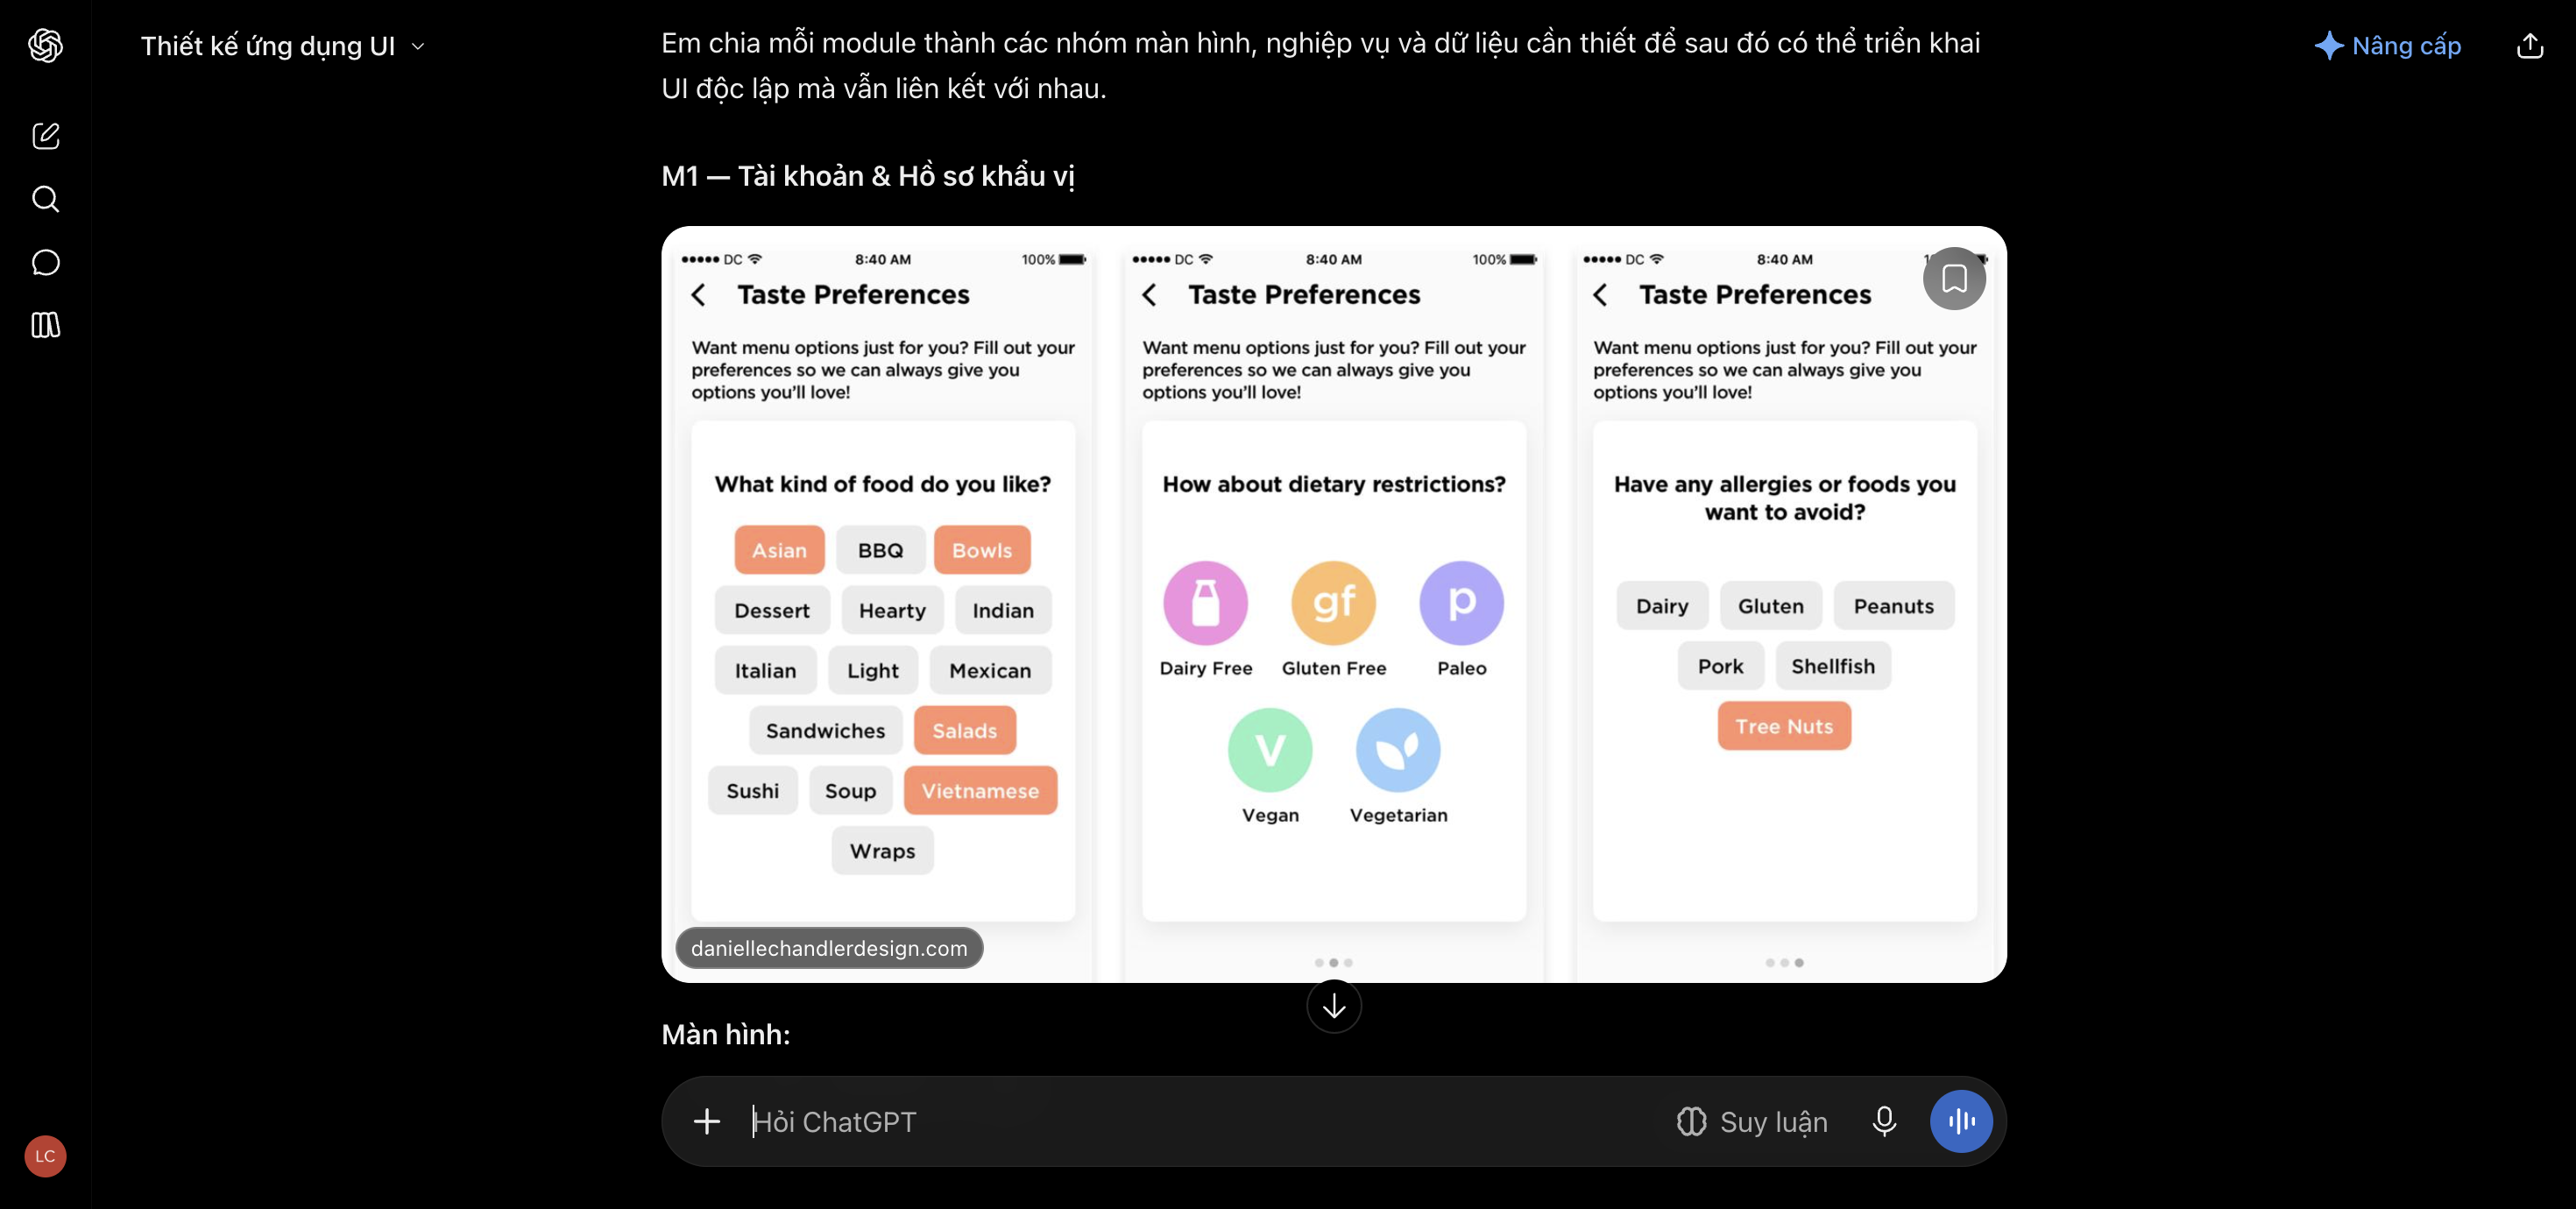 Thiết kế ứng dụng UI
Nâng cấp
Em chia mỗi module thành các nhóm màn hình, nghiệp vụ và dữ liệu cần thiết để sau đó có thể triển khai
UI độc lập mà vẫn liên kết với nhau.
M1 — Tài khoản & Hồ sơ khẩu vị
DC 8:40 AM 100%
Taste Preferences
Want menu options just for you? Fill out your
preferences so we can always give you
options you'll love!
What kind of food do you like?
Asian BBQ Bowls
Dessert Hearty Indian
Italian Light Mexican
Sandwiches Salads
Sushi Soup Vietnamese
Wraps
daniellechandlerdesign.com
DC 8:40 AM 100%
Taste Preferences
Want menu options just for you? Fill out your
preferences so we can always give you
options you'll love!
How about dietary restrictions?
gf p
Dairy Free Gluten Free Paleo
V
Vegan Vegetarian
DC 8:40 AM
Taste Preferences
Want menu options just for you? Fill out your
preferences so we can always give you
options you'll love!
Have any allergies or foods you
want to avoid?
Dairy Gluten Peanuts
Pork Shellfish
Tree Nuts
Màn hình:
Hỏi ChatGPT
Suy luận
LC